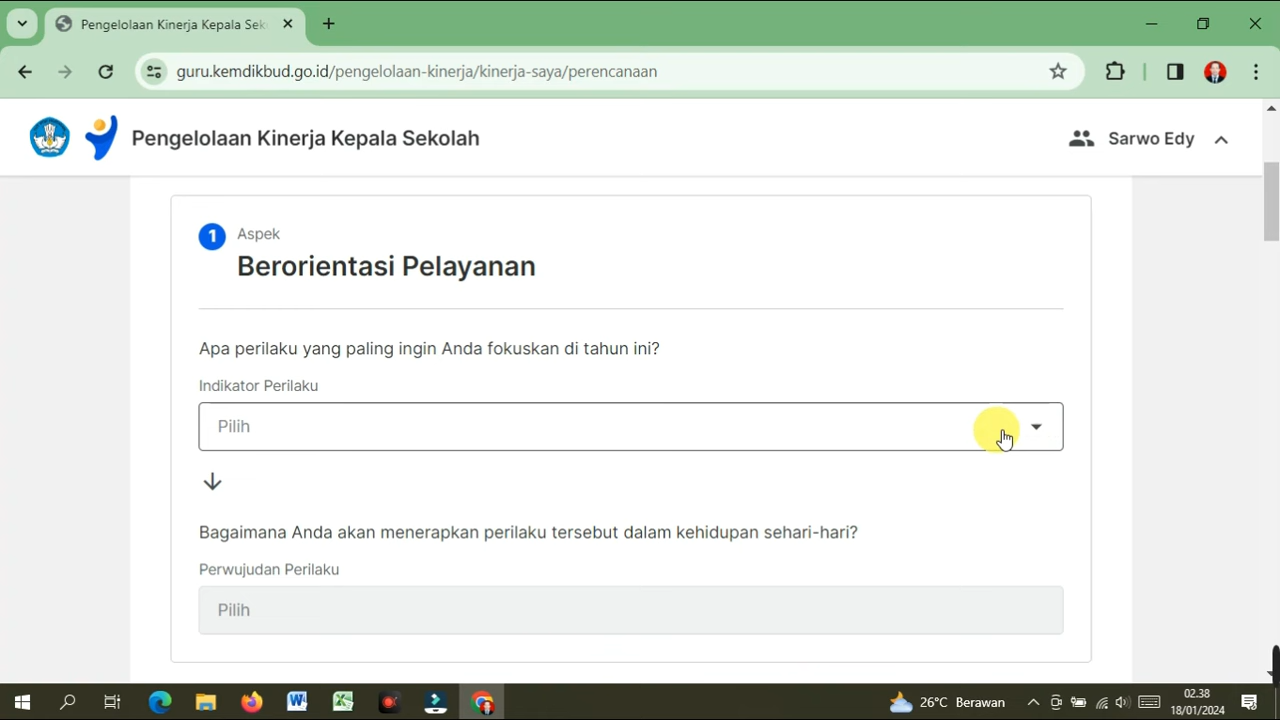 Pengelolaan Kinerja Kepala Sek
guru.kemdikbud.go.id/pengelolaan-kinerja/kinerja-saya/perencanaan
Pengelolaan Kinerja Kepala Sekolah
Sarwo Edy
1
Aspek
Berorientasi Pelayanan
Apa perilaku yang paling ingin Anda fokuskan di tahun ini?
Indikator Perilaku
Pilih
Bagaimana Anda akan menerapkan perilaku tersebut dalam kehidupan sehari-hari?
Perwujudan Perilaku
Pilih
26°C Berawan
02.38
18/01/2024